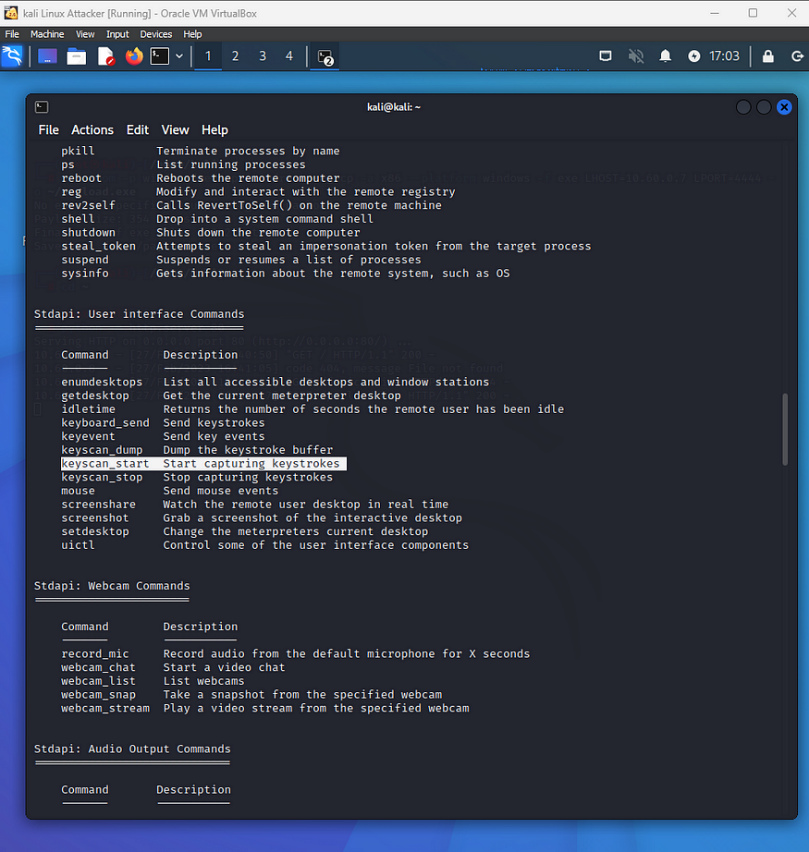 kali Linux Attacker [Running] - Oracle VM VirtualBox
File Machine View Input Devices Help
1 2 3 4 2 17:03
kali@kali: ~
File Actions Edit View Help
pkill Terminate processes by name
ps List running processes
reboot Reboots the remote computer
reg Modify and interact with the remote registry
rev2self Calls RevertToSelf() on the remote machine
shell Drop into a system command shell
shutdown Shuts down the remote computer
steal_token Attempts to steal an impersonation token from the target process
suspend Suspends or resumes a list of processes
sysinfo Gets information about the remote system, such as OS
Stdapi: User interface Commands
Command Description
enumdesktops List all accessible desktops and window stations
getdesktop Get the current meterpreter desktop
idletime Returns the number of seconds the remote user has been idle
keyboard_send Send keystrokes
keyevent Send key events
keyscan_dump Dump the keystroke buffer
keyscan_start Start capturing keystrokes
keyscan_stop Stop capturing keystrokes
mouse Send mouse events
screenshare Watch the remote user desktop in real time
screenshot Grab a screenshot of the interactive desktop
setdesktop Change the meterpreters current desktop
uictl Control some of the user interface components
Stdapi: Webcam Commands
Command Description
record_mic Record audio from the default microphone for X seconds
webcam_chat Start a video chat
webcam_list List webcams
webcam_snap Take a snapshot from the specified webcam
webcam_stream Play a video stream from the specified webcam
Stdapi: Audio Output Commands
Command Description